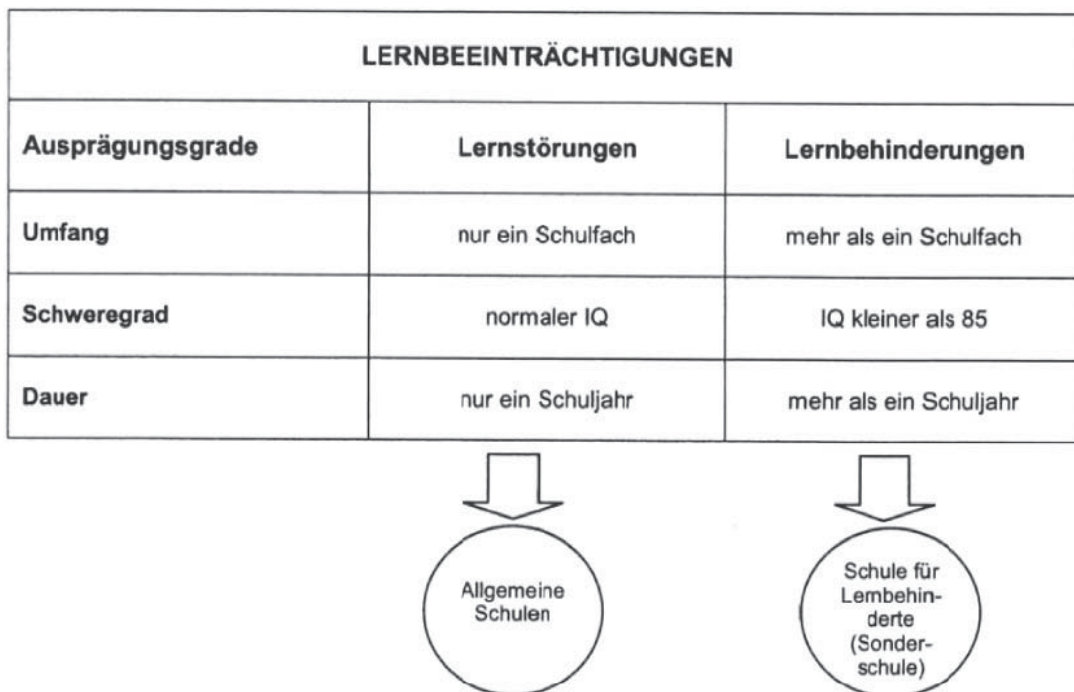 LERNBEEINTRÄCHTIGUNGEN
Ausprägungsgrade Lernstörungen Lernbehinderungen
Umfang nur ein Schulfach mehr als ein Schulfach
Schweregrad normaler IQ IQ kleiner als 85
Dauer nur ein Schuljahr mehr als ein Schuljahr
Allgemeine
Schulen
Schule für
Lernbehin-
derte
(Sonder-
schule)